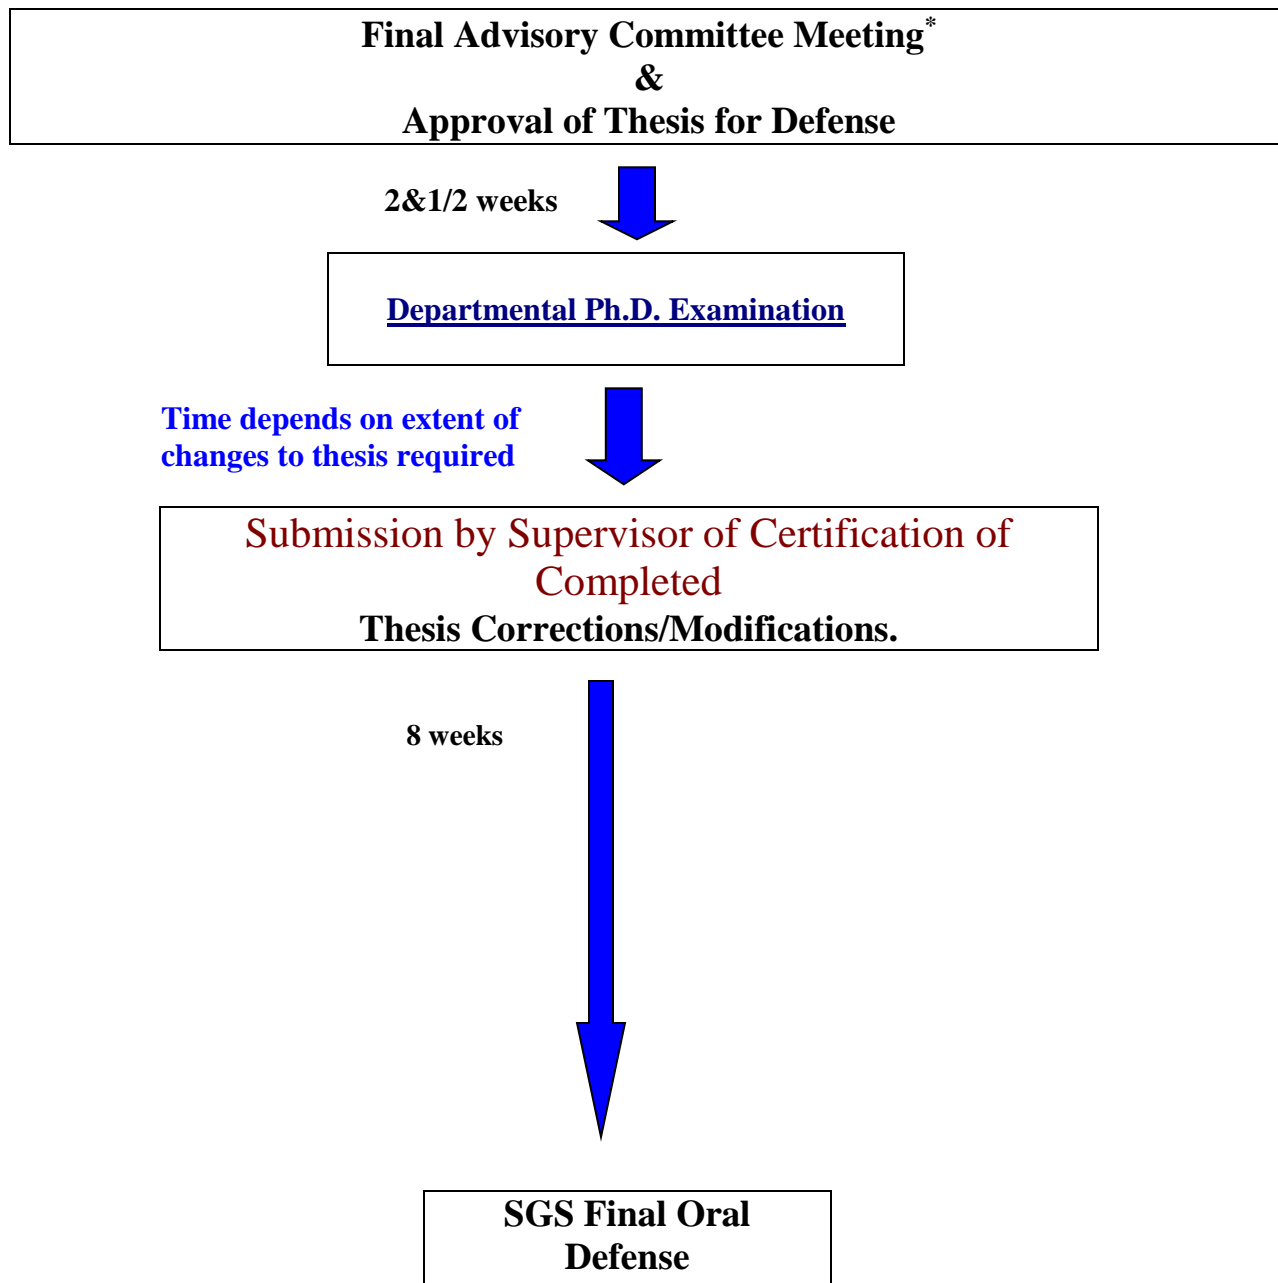 Final Advisory Committee Meeting*
&
Approval of Thesis for Defense
2&1/2 weeks
Departmental Ph.D. Examination
Time depends on extent of
changes to thesis required
Submission by Supervisor of Certification of
Completed
Thesis Corrections/Modifications.
8 weeks
SGS Final Oral
Defense